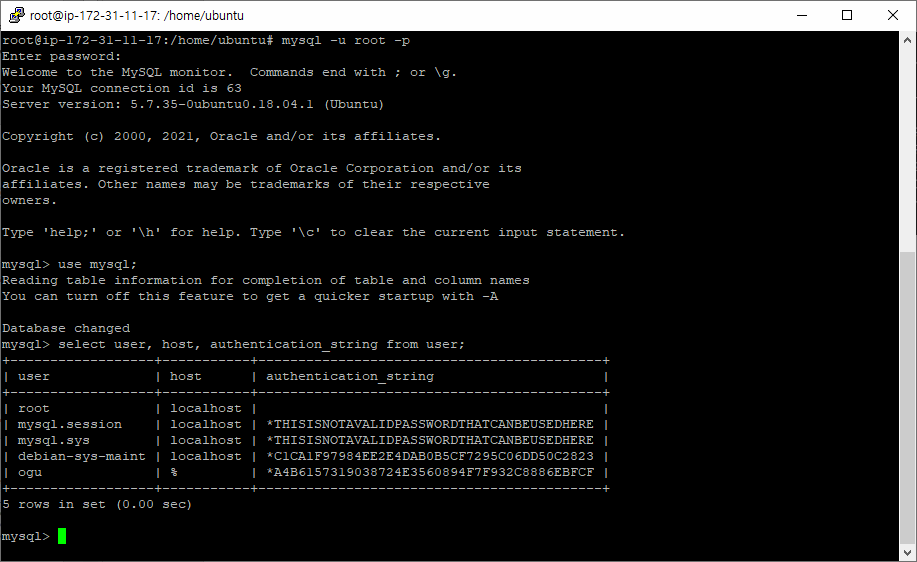 root@ip-172-31-11-17: /home/ubuntu
root@ip-172-31-11-17:/home/ubuntu# mysql -u root -p
Enter password:
Welcome to the MySQL monitor.  Commands end with ; or \g.
Your MySQL connection id is 63
Server version: 5.7.35-0ubuntu0.18.04.1 (Ubuntu)

Copyright (c) 2000, 2021, Oracle and/or its affiliates.

Oracle is a registered trademark of Oracle Corporation and/or its
affiliates. Other names may be trademarks of their respective
owners.

Type 'help;' or '\h' for help. Type '\c' to clear the current input statement.

mysql> use mysql;
Reading table information for completion of table and column names
You can turn off this feature to get a quicker startup with -A

Database changed
mysql> select user, host, authentication_string from user;
+------------------+-----------+-------------------------------------------+
| user             | host      | authentication_string                     |
+------------------+-----------+-------------------------------------------+
| root             | localhost |                                           |
| mysql.session    | localhost | *THISISNOTAVALIDPASSWORDTHATCANBEUSEDHERE |
| mysql.sys        | localhost | *THISISNOTAVALIDPASSWORDTHATCANBEUSEDHERE |
| debian-sys-maint | localhost | *C1CA1F97984EE2E4DAB0B5CF7295C06DD50C2823 |
| ogu              | %         | *A4B6157319038724E3560894F7F932C8886EBFCF |
+------------------+-----------+-------------------------------------------+
5 rows in set (0.00 sec)

mysql>